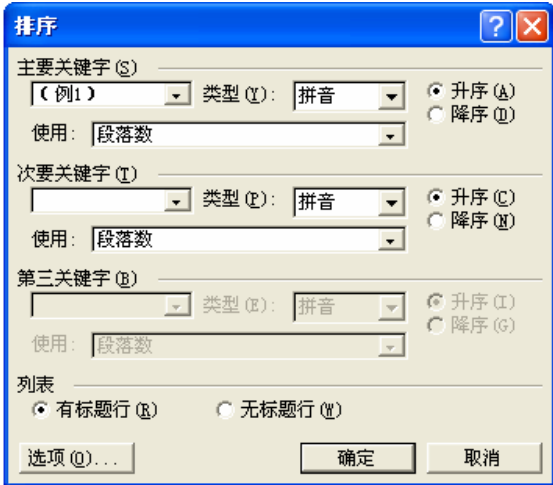 排序
主要关键字(S)
（例1） 类型(Y): 拼音 升序(A)
降序(D)
使用: 段落数
次要关键字(T)
类型(P): 拼音 升序(C)
降序(N)
使用: 段落数
第三关键字(B)
类型(E): 拼音 升序(I)
降序(G)
使用: 段落数
列表
有标题行(R) 无标题行(W)
选项(O)... 确定 取消